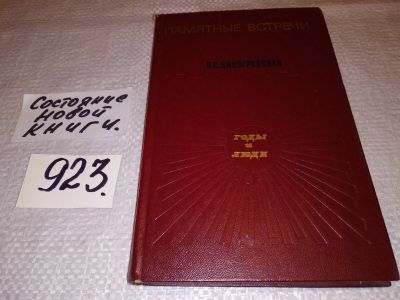 Состояние
новой
книги.
923.
ПАМЯТНЫЕ ВСТРЕЧИ
П.С.ВИНОГРАДСКАЯ
ГОДЫ
И
ЛЮДИ